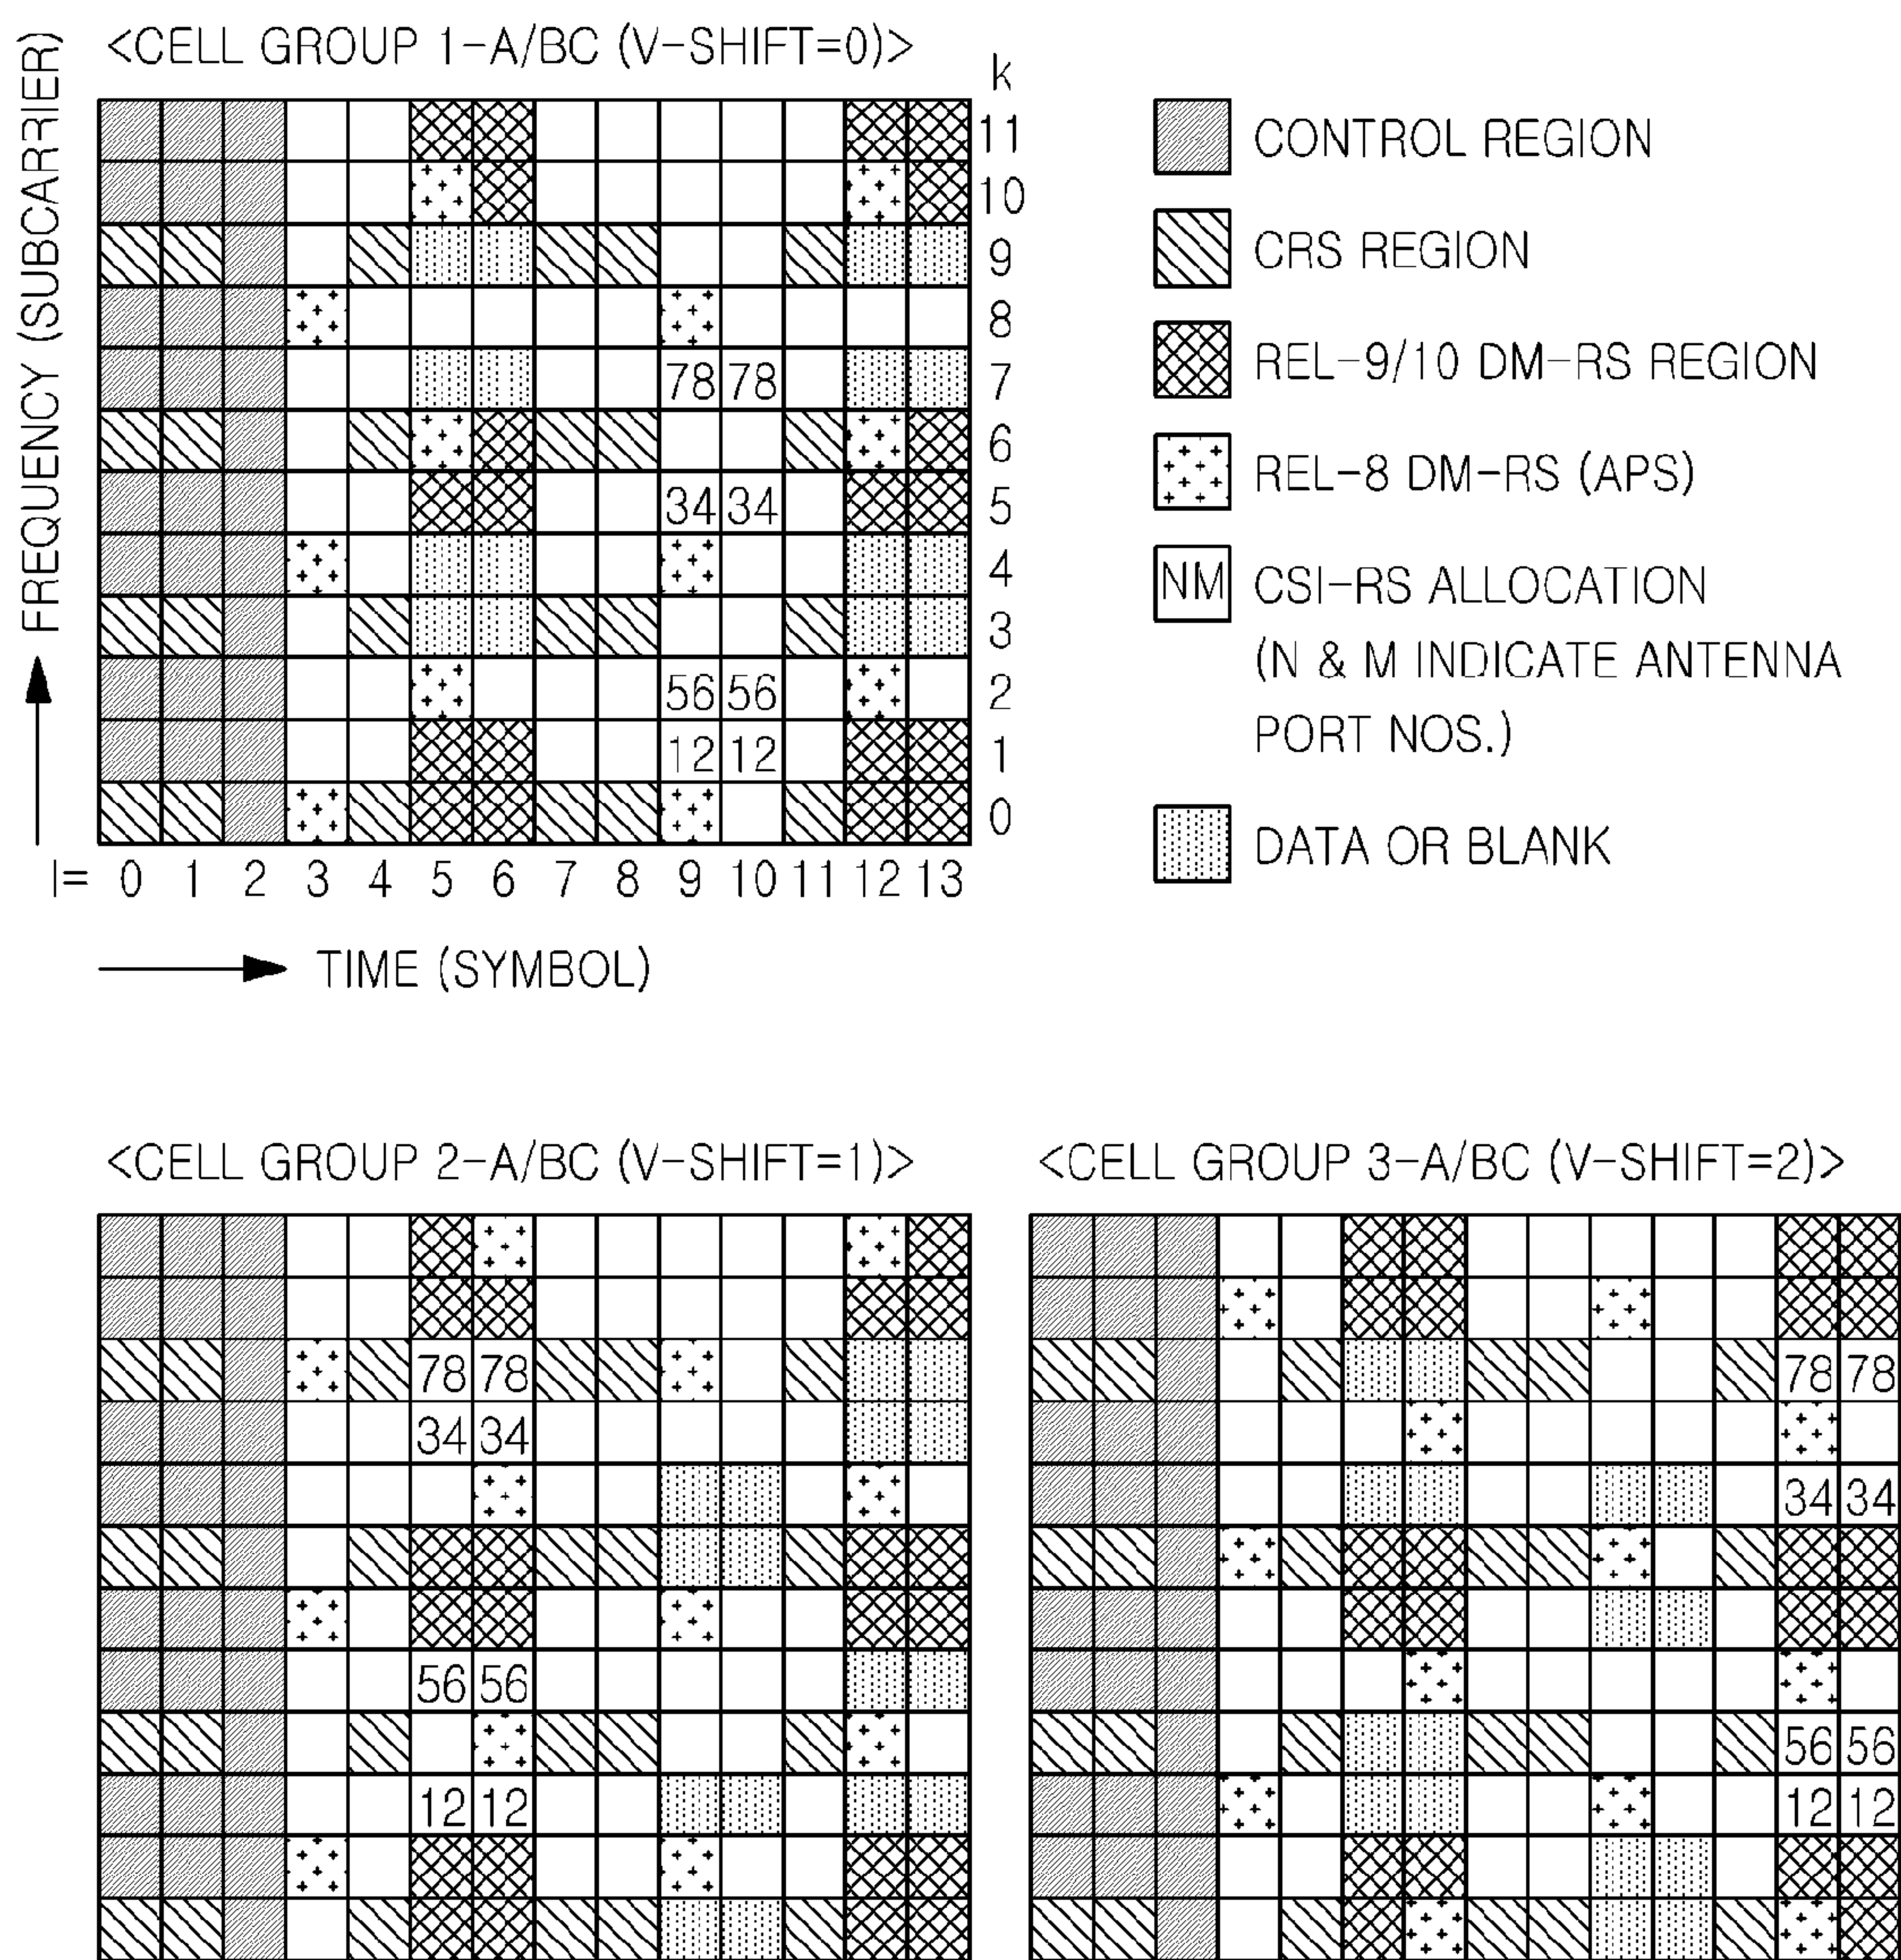 <CELL GROUP 1-A/BC (V-SHIFT=0)>
k
FREQUENCY (SUBCARRIER)
11
10
9
8
78 78 7
6
34 34 5
4
3
56 56 2
12 12 1
0
l= 0 1 2 3 4 5 6 7 8 9 10 11 12 13
TIME (SYMBOL)
CONTROL REGION
CRS REGION
REL-9/10 DM-RS REGION
REL-8 DM-RS (APS)
NM CSI-RS ALLOCATION
(N & M INDICATE ANTENNA
PORT NOS.)
DATA OR BLANK
<CELL GROUP 2-A/BC (V-SHIFT=1)>
78 78
34 34
56 56
12 12
<CELL GROUP 3-A/BC (V-SHIFT=2)>
78 78
34 34
56 56
12 12